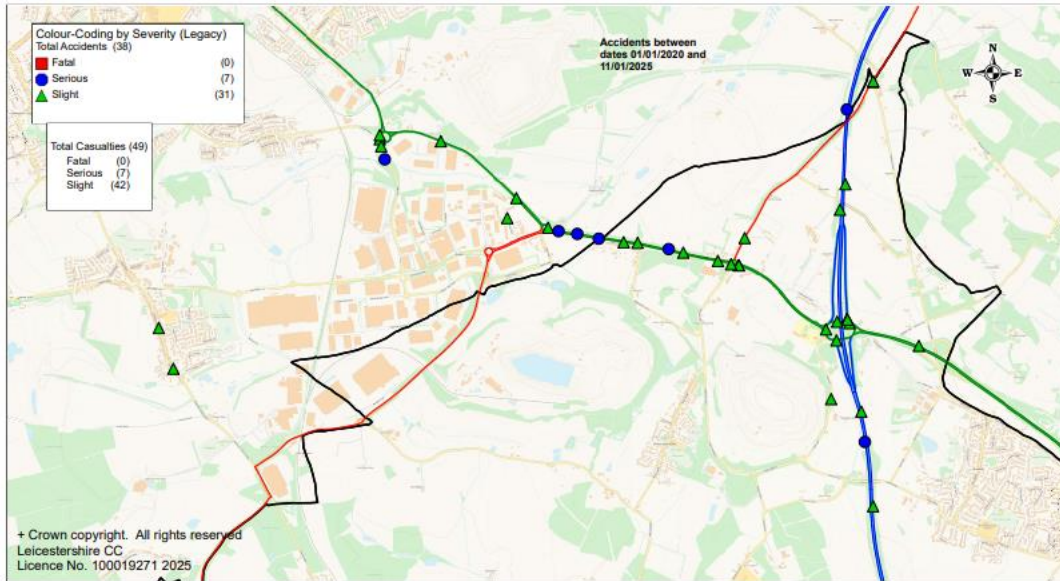 Colour-Coding by Severity (Legacy)
Total Accidents (38)
Fatal (0)
Serious (7)
Slight (31)
Total Casualties (49)
Fatal (0)
Serious (7)
Slight (42)
Accidents between
dates 01/01/2020 and
11/01/2025
N
W E
S
+ Crown copyright. All rights reserved
Leicestershire CC
Licence No. 100019271 2025